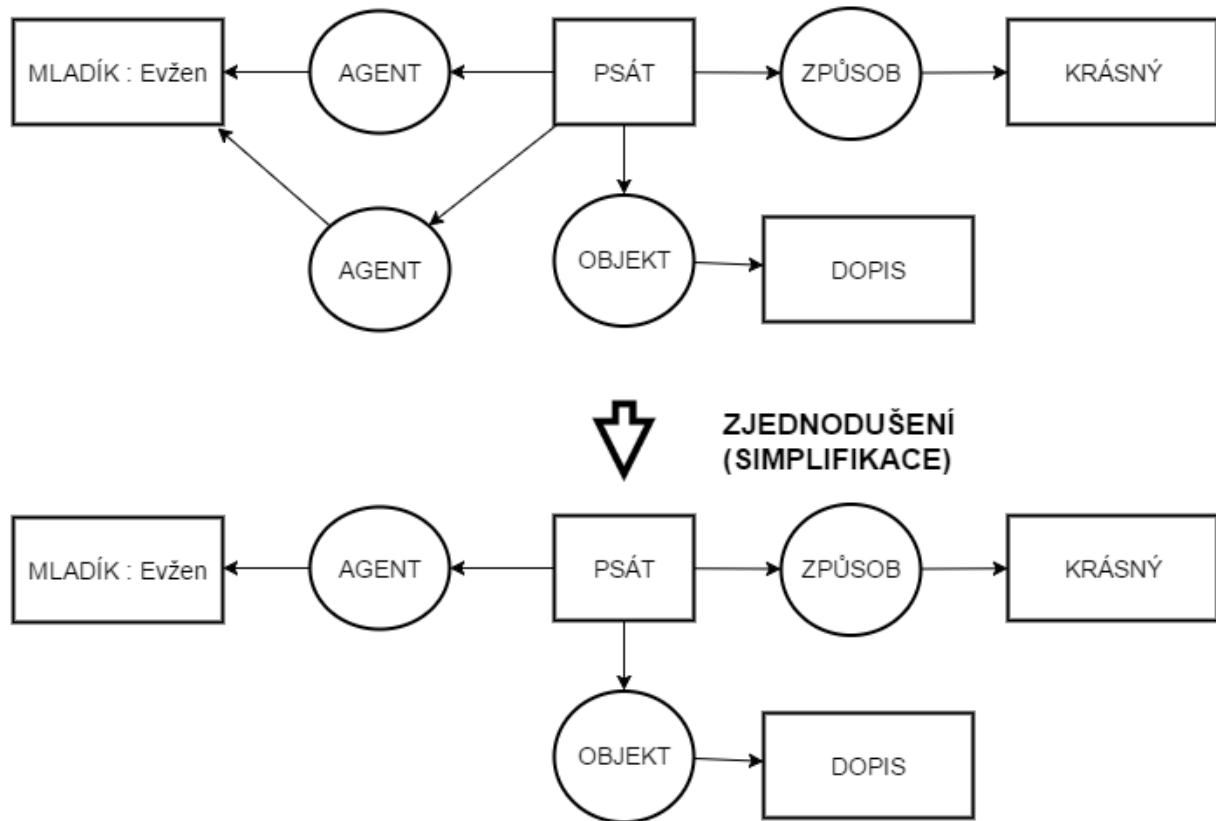 MLADÍK : Evžen
AGENT
PSÁT
ZPŮSOB
KRÁSNÝ
AGENT
OBJEKT
DOPIS
ZJEDNODUŠENÍ
(SIMPLIFIKACE)
MLADÍK : Evžen
AGENT
PSÁT
ZPŮSOB
KRÁSNÝ
OBJEKT
DOPIS